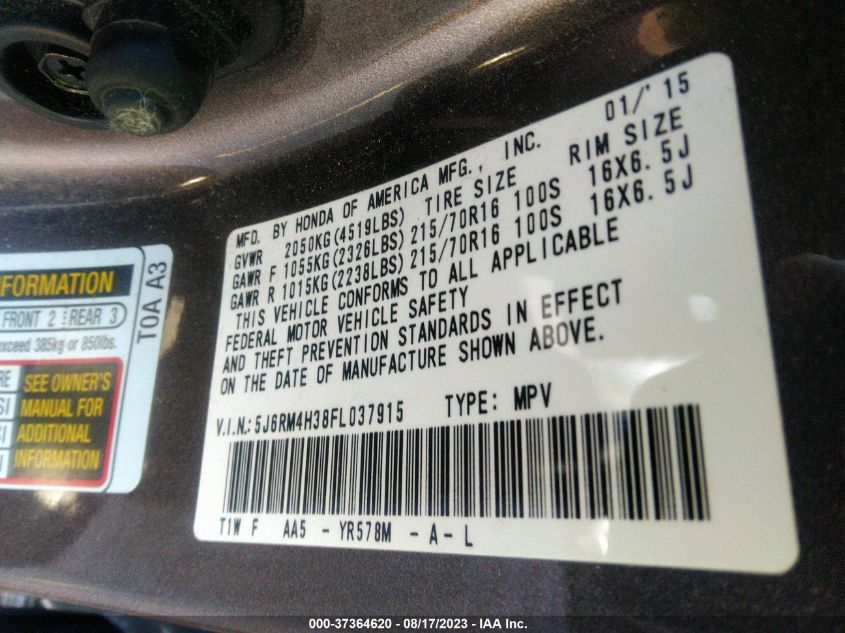 MFD. BY HONDA OF AMERICA MFG., INC. 01/'15
GVWR 2050KG(4519LBS) TIRE SIZE RIM SIZE
GAWR F 1055KG(2326LBS) 215/70R16 100S 16X6.5J
GAWR R 1015KG(2238LBS) 215/70R16 100S 16X6.5J
THIS VEHICLE CONFORMS TO ALL APPLICABLE
FEDERAL MOTOR VEHICLE SAFETY
AND THEFT PREVENTION STANDARDS IN EFFECT
ON THE DATE OF MANUFACTURE SHOWN ABOVE.
V.I.N.: 5J6RM4H38FL037915 TYPE: MPV
T1W F AA5 - YR578M - A - L
NFORMATION
FRONT 2 REAR 3
exceed 385kg or 850lbs.
T0A A3
RE
SI
SI
SEE OWNER'S
MANUAL FOR
ADDITIONAL
INFORMATION
000-37364620 - 08/17/2023 - IAA Inc.